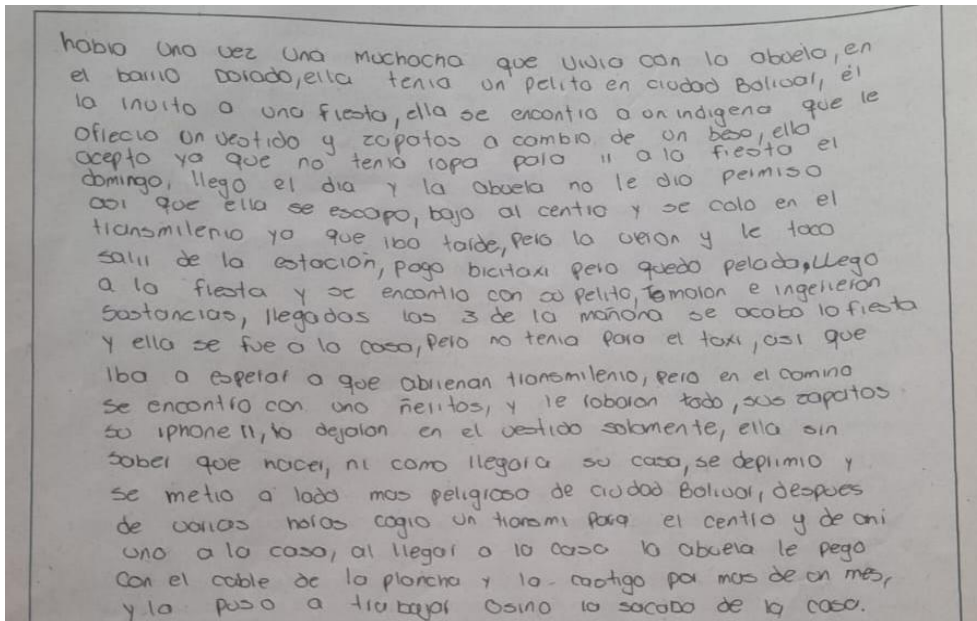 habia una vez una muchacha que vivia con la abuela, en
el barrio Dorado, ella tenia un pelito en ciudad Bolivar, él
la invito a una fiesta, ella se encontro a un indigena que le
ofrecio un vestido y zapatos a cambio de un beso, ella
acepto ya que no tenia ropa para ir a la fiesta el
domingo, llego el dia y la abuela no le dio permiso
asi que ella se escapo, bajo al centro y se colo en el
transmilenio ya que iba tarde, pero la vieron y le toco
salir de la estación, pago bicitaxi pero quedo pelada, llego
a la fiesta y se encontro con su pelito, tomaron e ingerieron
sustancias, llegados las 3 de la mañana se acabo la fiesta
y ella se fue a la casa, pero no tenia para el taxi, asi que
iba a esperar a que abrieran transmilenio, pero en el camino
se encontro con uno ñeritos, y le robaron todo, sus zapatos
su iphone 11, la dejaron en el vestido solamente, ella sin
saber que hacer, ni como llegar a su casa, se deprimio y
se metio a lado mas peligroso de ciudad Bolivar, despues
de varias horas cogio un transmi para el centro y de ahi
uno a la casa, al llegar a la casa la abuela le pego
con el cable de la plancha y la castigo por mas de un mes,
y la puso a trabajar osino la sacaba de la casa.